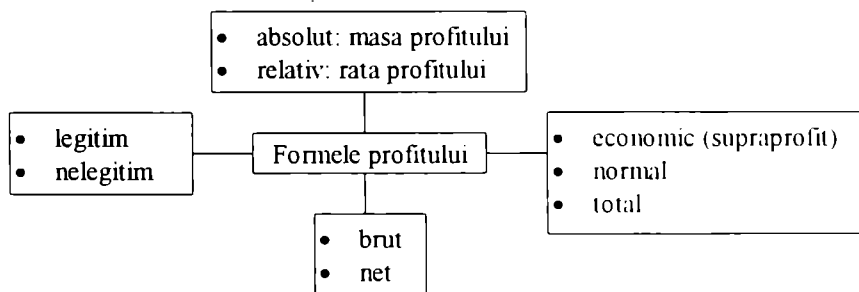 • absolut: masa profitului
• relativ: rata profitului
• legitim
• nelegitim
Formele profitului
• economic (supraprofit)
• normal
• total
• brut
• net